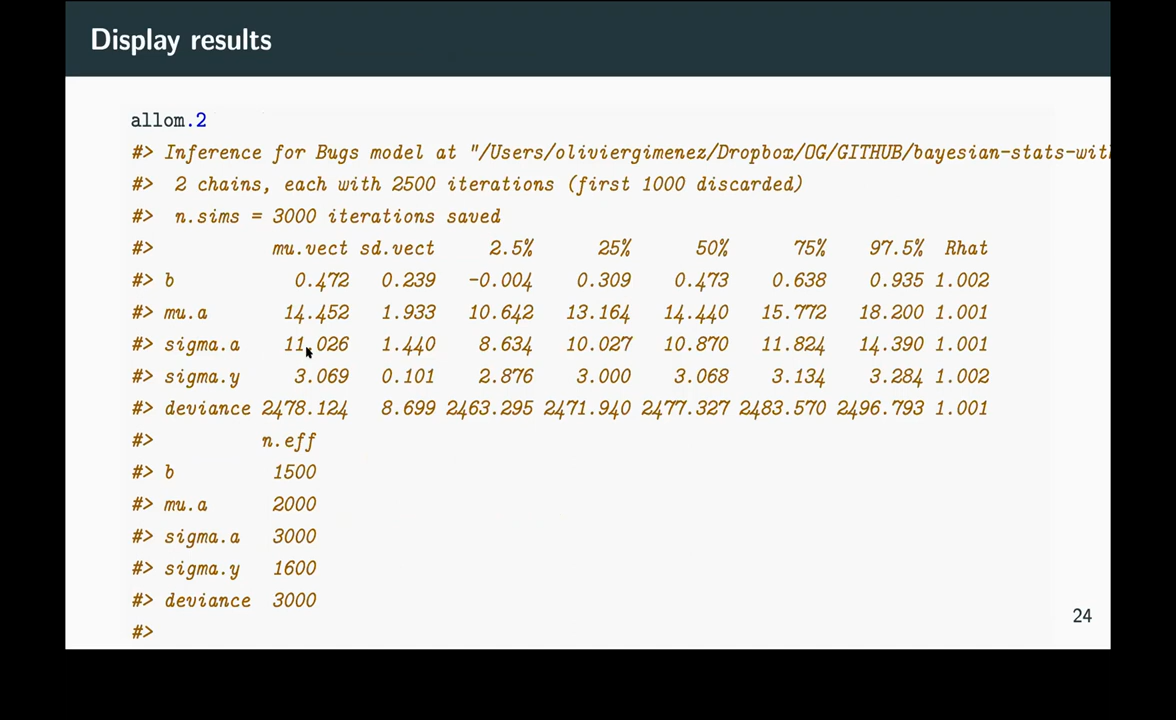 Display results
allom.2
#> Inference for Bugs model at "/Users/oliviergimenez/Dropbox/OG/GITHUB/bayesian-stats-with
#> 2 chains, each with 2500 iterations (first 1000 discarded)
#> n.sims = 3000 iterations saved
#> mu.vect sd.vect 2.5% 25% 50% 75% 97.5% Rhat
#> b 0.472 0.239 -0.004 0.309 0.473 0.638 0.935 1.002
#> mu.a 14.452 1.933 10.642 13.164 14.440 15.772 18.200 1.001
#> sigma.a 11.026 1.440 8.634 10.027 10.870 11.824 14.390 1.001
#> sigma.y 3.069 0.101 2.876 3.000 3.068 3.134 3.284 1.002
#> deviance 2478.124 8.699 2463.295 2471.940 2477.327 2483.570 2496.793 1.001
#> n.eff
#> b 1500
#> mu.a 2000
#> sigma.a 3000
#> sigma.y 1600
#> deviance 3000
#>
24